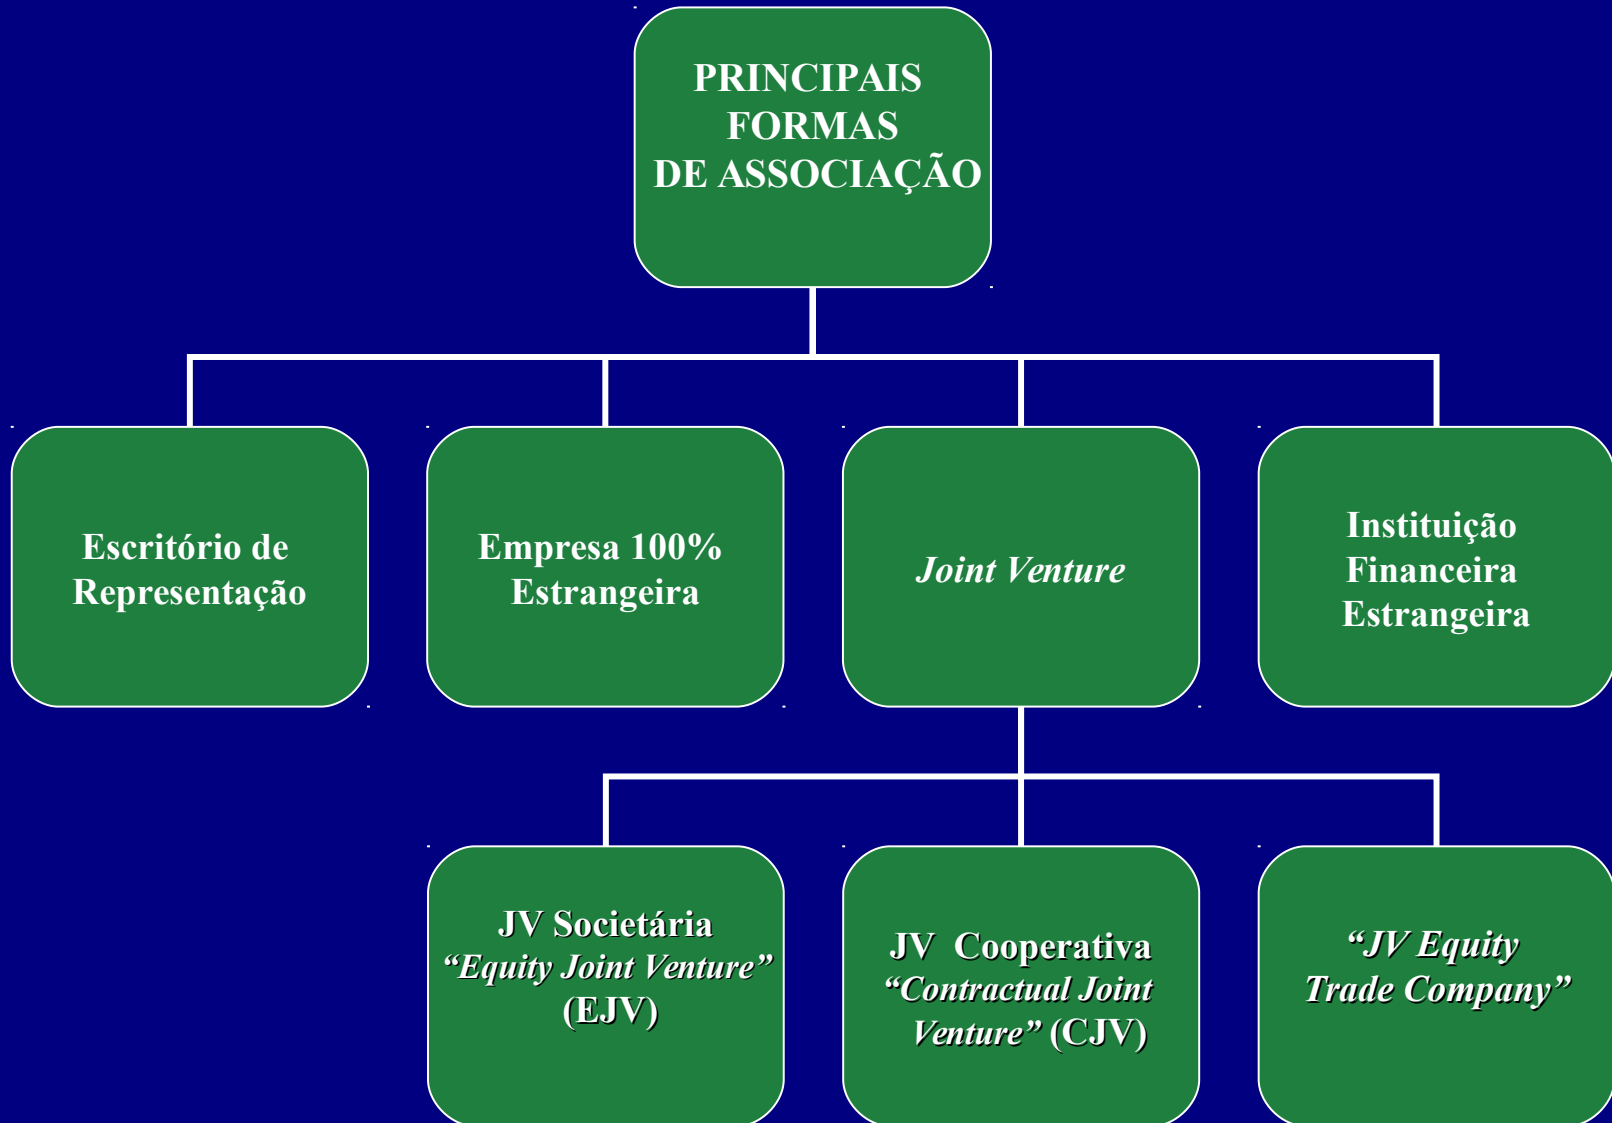 PRINCIPAIS
FORMAS
DE ASSOCIAÇÃO
Escritório de
Representação
Empresa 100%
Estrangeira
Joint Venture
Instituição
Financeira
Estrangeira
JV Societária
“Equity Joint Venture”
(EJV)
JV Cooperativa
“Contractual Joint
Venture” (CJV)
“JV Equity
Trade Company”